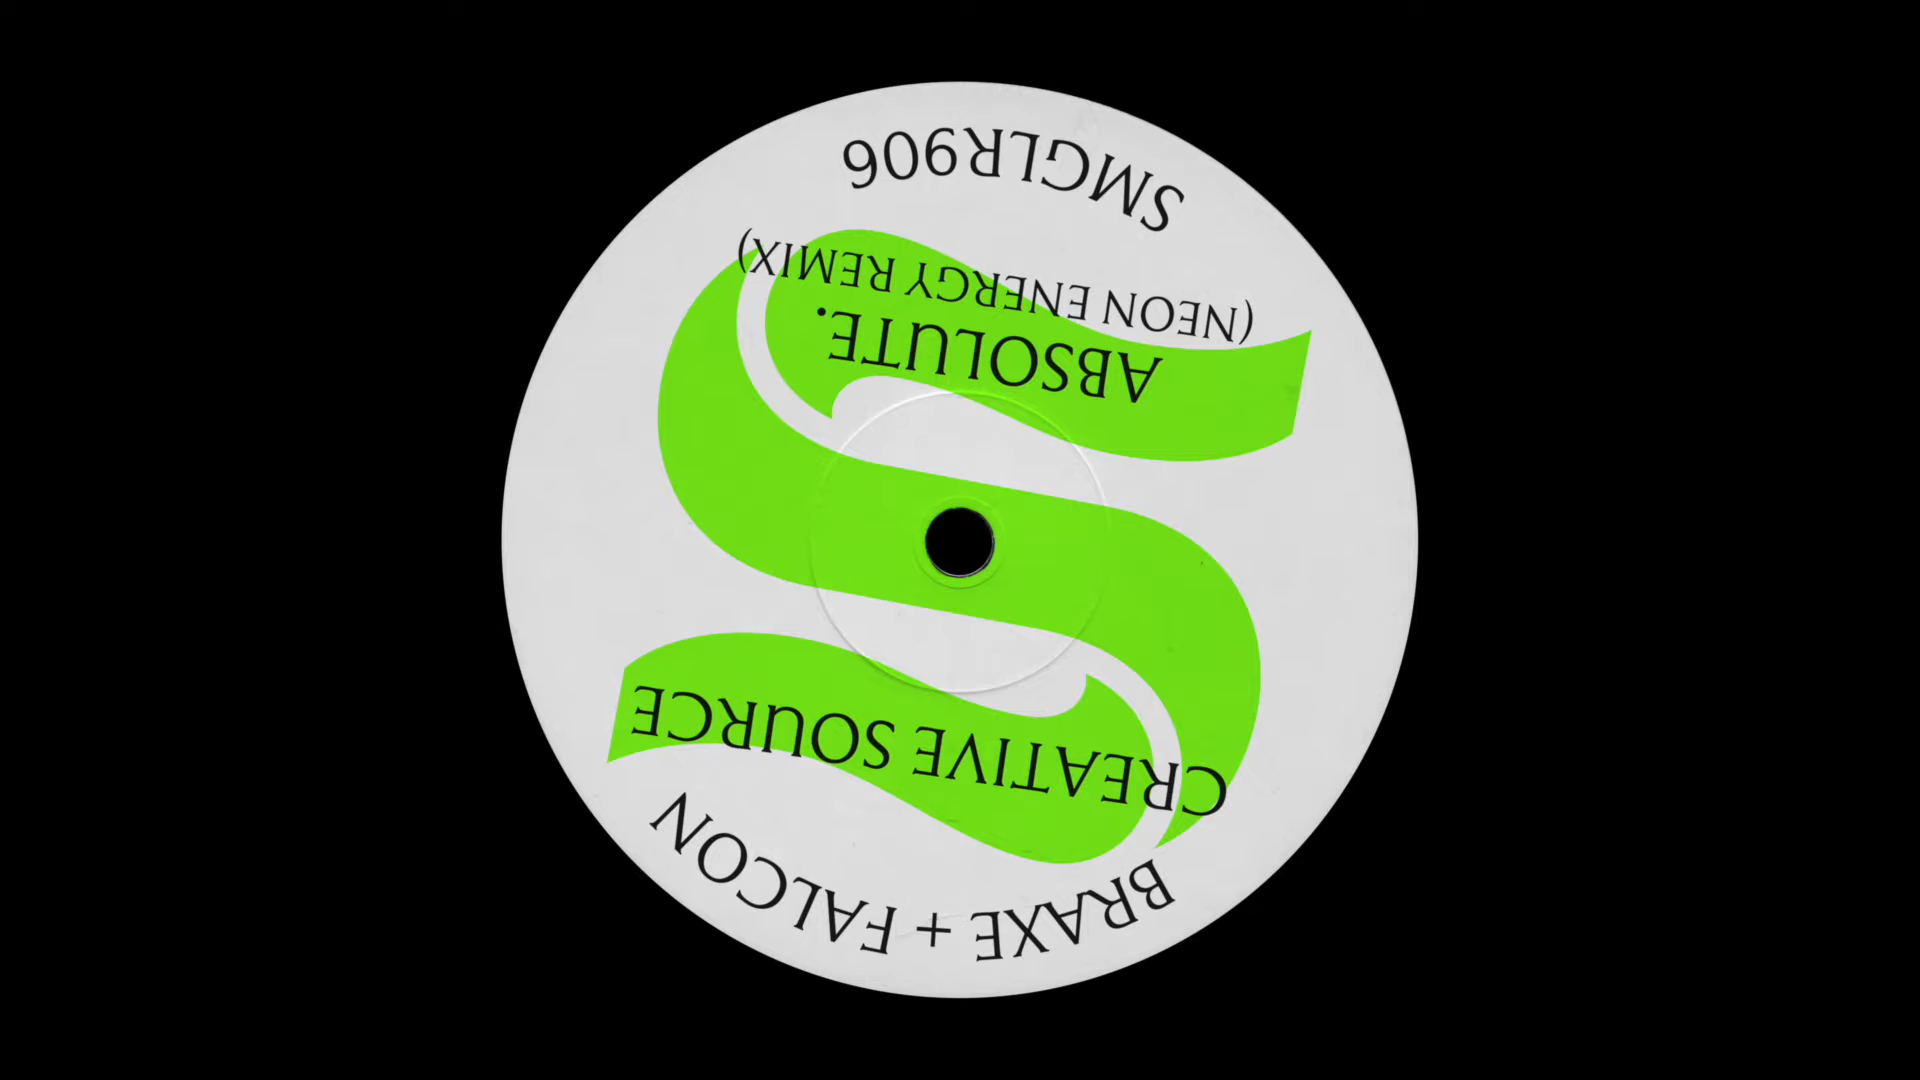 BRAXE + FALCON
CREATIVE SOURCE
ABSOLUTE.
(NEON ENERGY REMIX)
SMGLR906